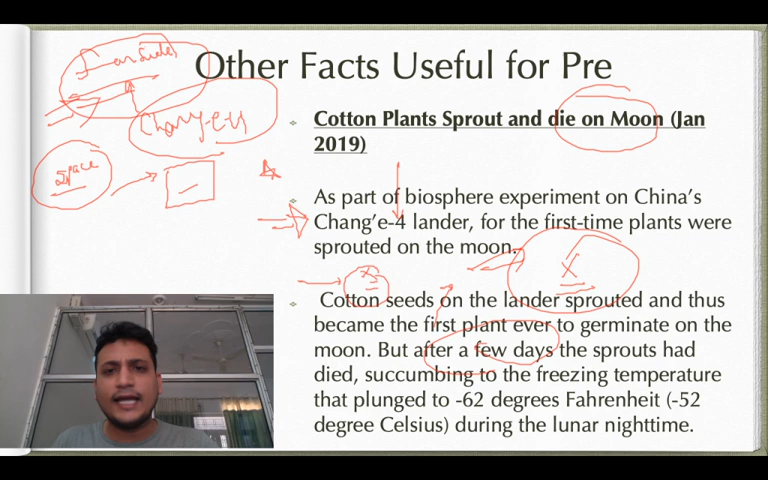 Other Facts Useful for Pre
Cotton Plants Sprout and die on Moon (Jan
2019)
As part of biosphere experiment on China's
Chang'e-4 lander, for the first-time plants were
sprouted on the moon.
Cotton seeds on the lander sprouted and thus
became the first plant ever to germinate on the
moon. But after a few days the sprouts had
died, succumbing to the freezing temperature
that plunged to -62 degrees Fahrenheit (-52
degree Celsius) during the lunar nighttime.
Space